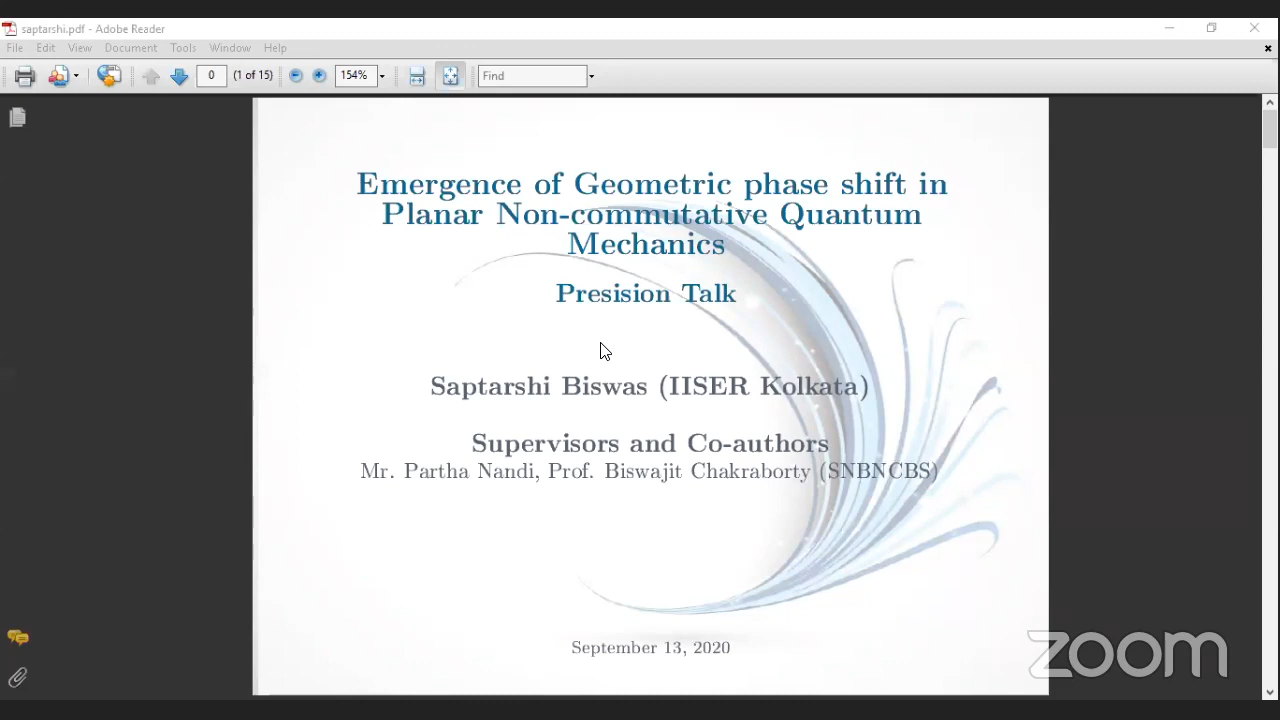 saptarshi.pdf - Adobe Reader
File Edit View Document Tools Window Help
0 (1 of 15) 154% Find
Emergence of Geometric phase shift in
Planar Non-commutative Quantum
Mechanics
Presision Talk
Saptarshi Biswas (IISER Kolkata)
Supervisors and Co-authors
Mr. Partha Nandi, Prof. Biswajit Chakraborty (SNBNCBS)
September 13, 2020
zoom